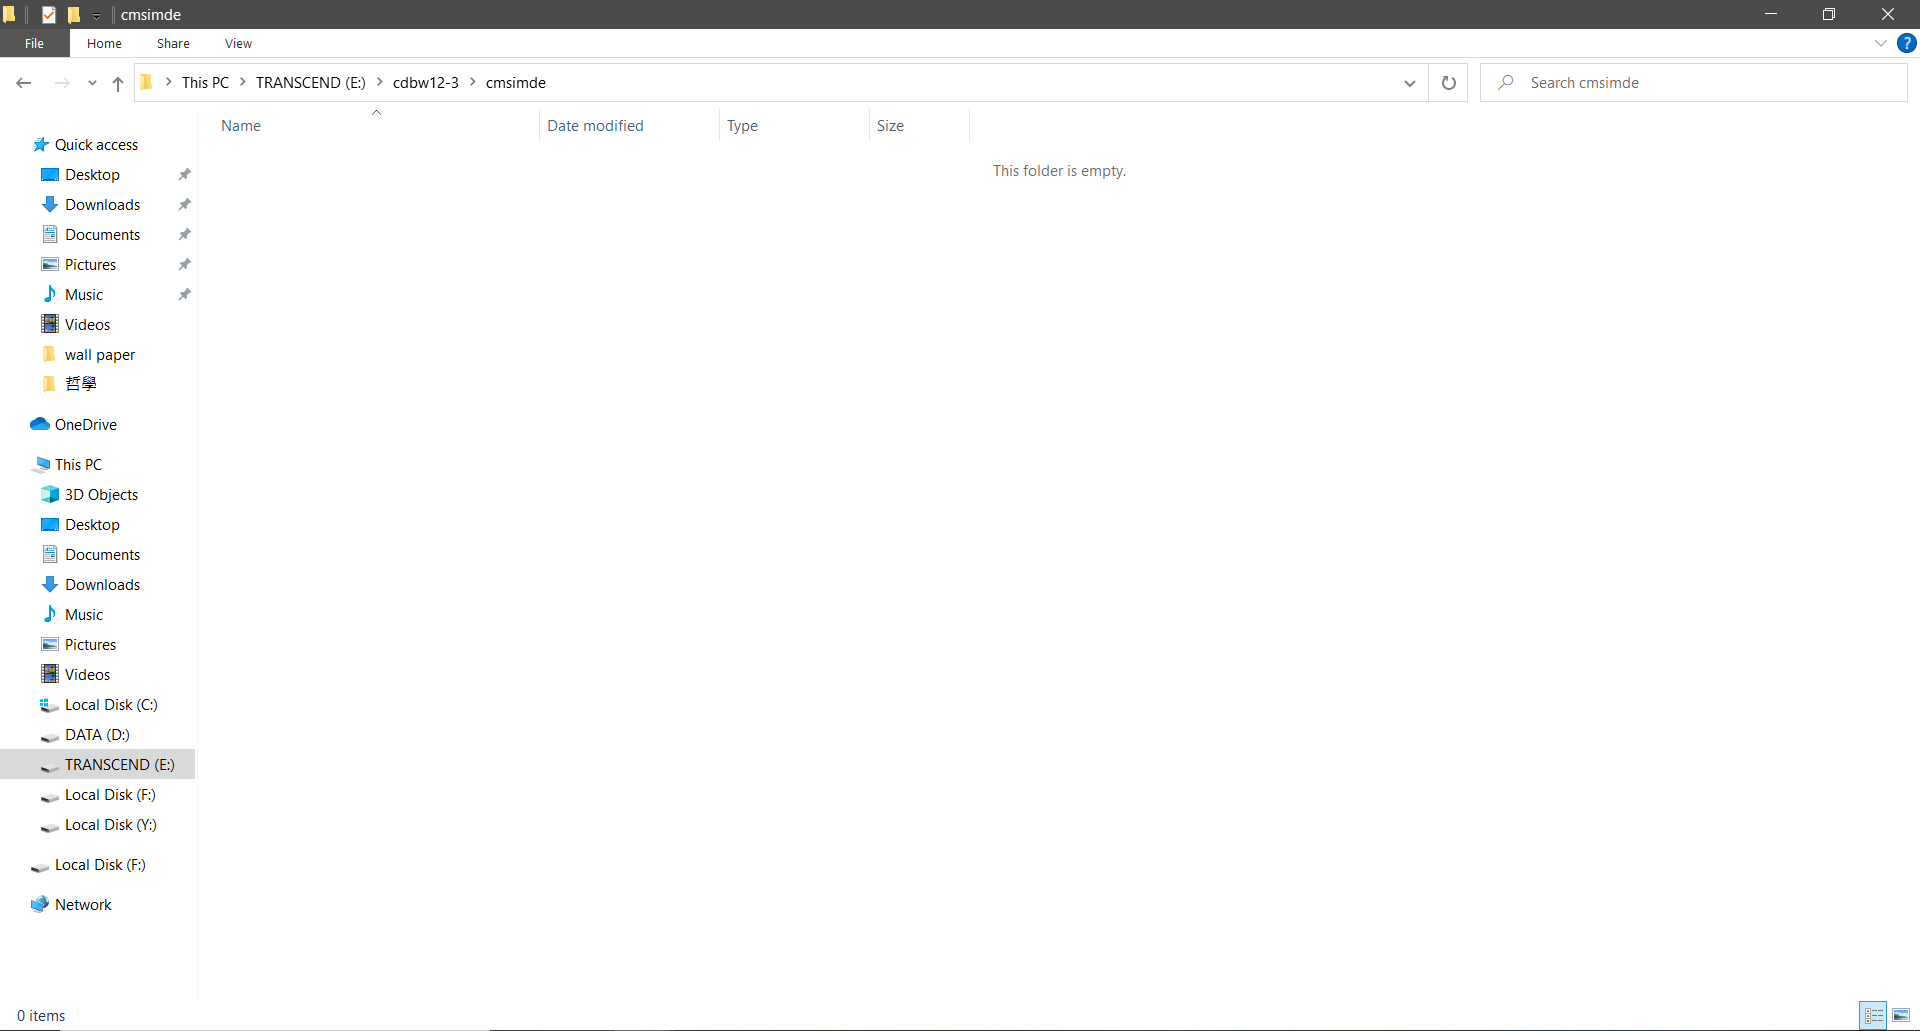 cmsimde
File Home Share View
This PC TRANSCEND (E:) cdbw12-3 cmsimde
Search cmsimde
Name Date modified Type Size
This folder is empty.
Quick access
Desktop
Downloads
Documents
Pictures
Music
Videos
wall paper
哲學
OneDrive
This PC
3D Objects
Desktop
Documents
Downloads
Music
Pictures
Videos
Local Disk (C:)
DATA (D:)
TRANSCEND (E:)
Local Disk (F:)
Local Disk (Y:)
Local Disk (F:)
Network
0 items